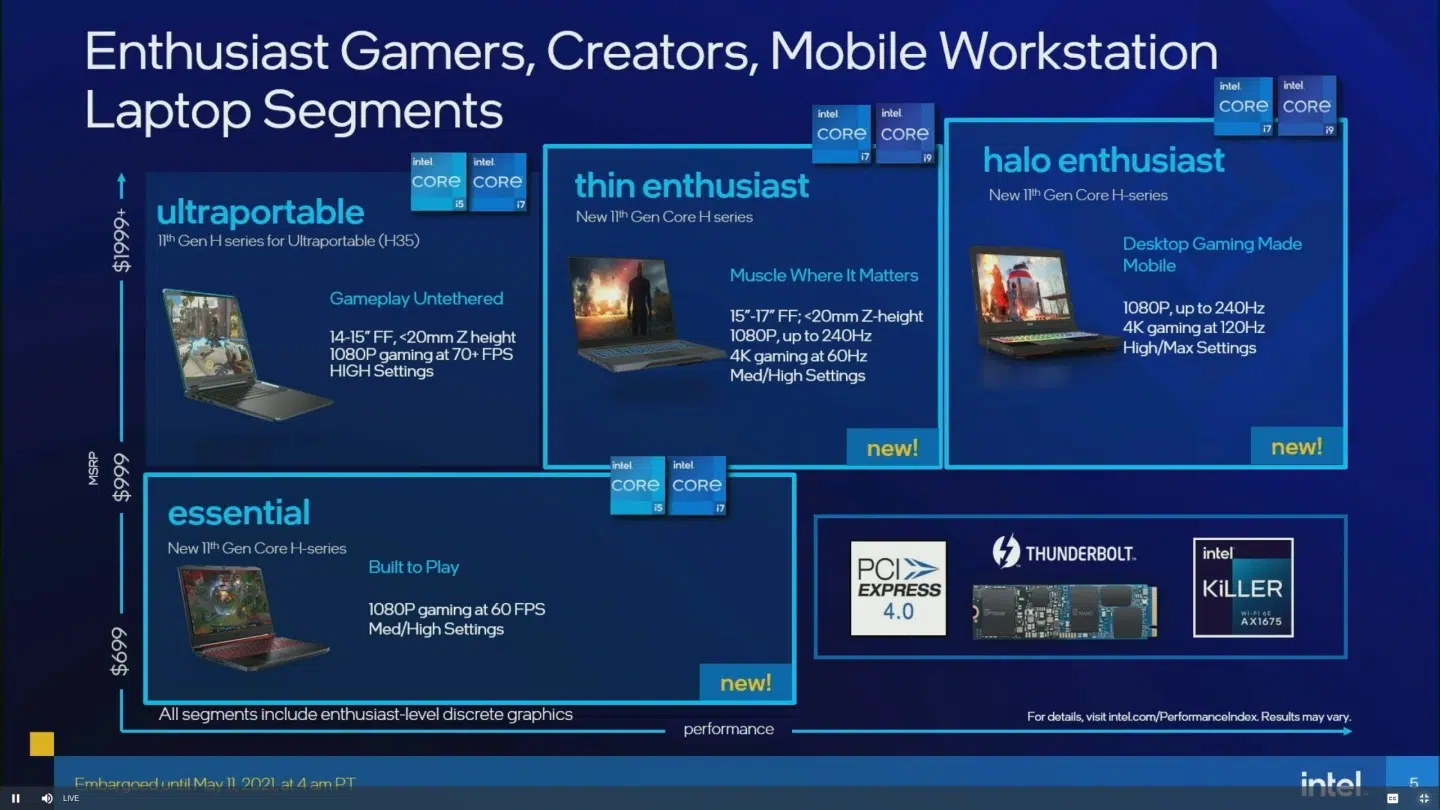 Enthusiast Gamers, Creators, Mobile Workstation
Laptop Segments
$1999+
$999
MSRP
$699
intel
CORE
i5
intel
CORE
i7
ultraportable
11th Gen H series for Ultraportable (H35)
Gameplay Untethered
14-15” FF, <20mm Z height
1080P gaming at 70+ FPS
HIGH Settings
intel
CORE
i7
intel
CORE
i9
thin enthusiast
New 11th Gen Core H series
Muscle Where It Matters
15”-17” FF; <20mm Z-height
1080P, up to 240Hz
4K gaming at 60Hz
Med/High Settings
new!
intel
CORE
i7
intel
CORE
i9
halo enthusiast
New 11th Gen Core H-series
Desktop Gaming Made
Mobile
1080P, up to 240Hz
4K gaming at 120Hz
High/Max Settings
new!
intel
CORE
i5
intel
CORE
i7
essential
New 11th Gen Core H-series
Built to Play
1080P gaming at 60 FPS
Med/High Settings
new!
PCI
EXPRESS
4.0
THUNDERBOLT™
intel
KiLLER
Wi-Fi 6E
AX1675
All segments include enthusiast-level discrete graphics
performance
For details, visit intel.com/PerformanceIndex. Results may vary.
Embargoed until May 11, 2021, at 4 am PT
intel
5
LIVE
CC